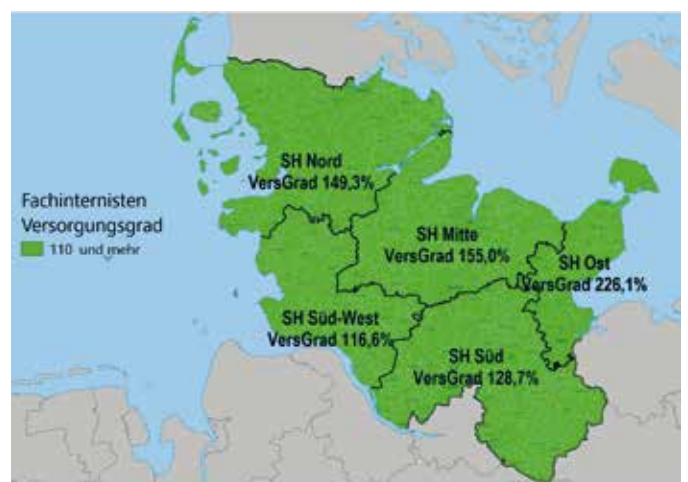 SH Nord
VersGrad 149,3%
Fachinternisten
Versorgungsgrad
110 und mehr
SH Mitte
VersGrad 155,0%
SH Ost
VersGrad 226,1%
SH Süd-West
VersGrad 116,6%
SH Süd
VersGrad 128,7%